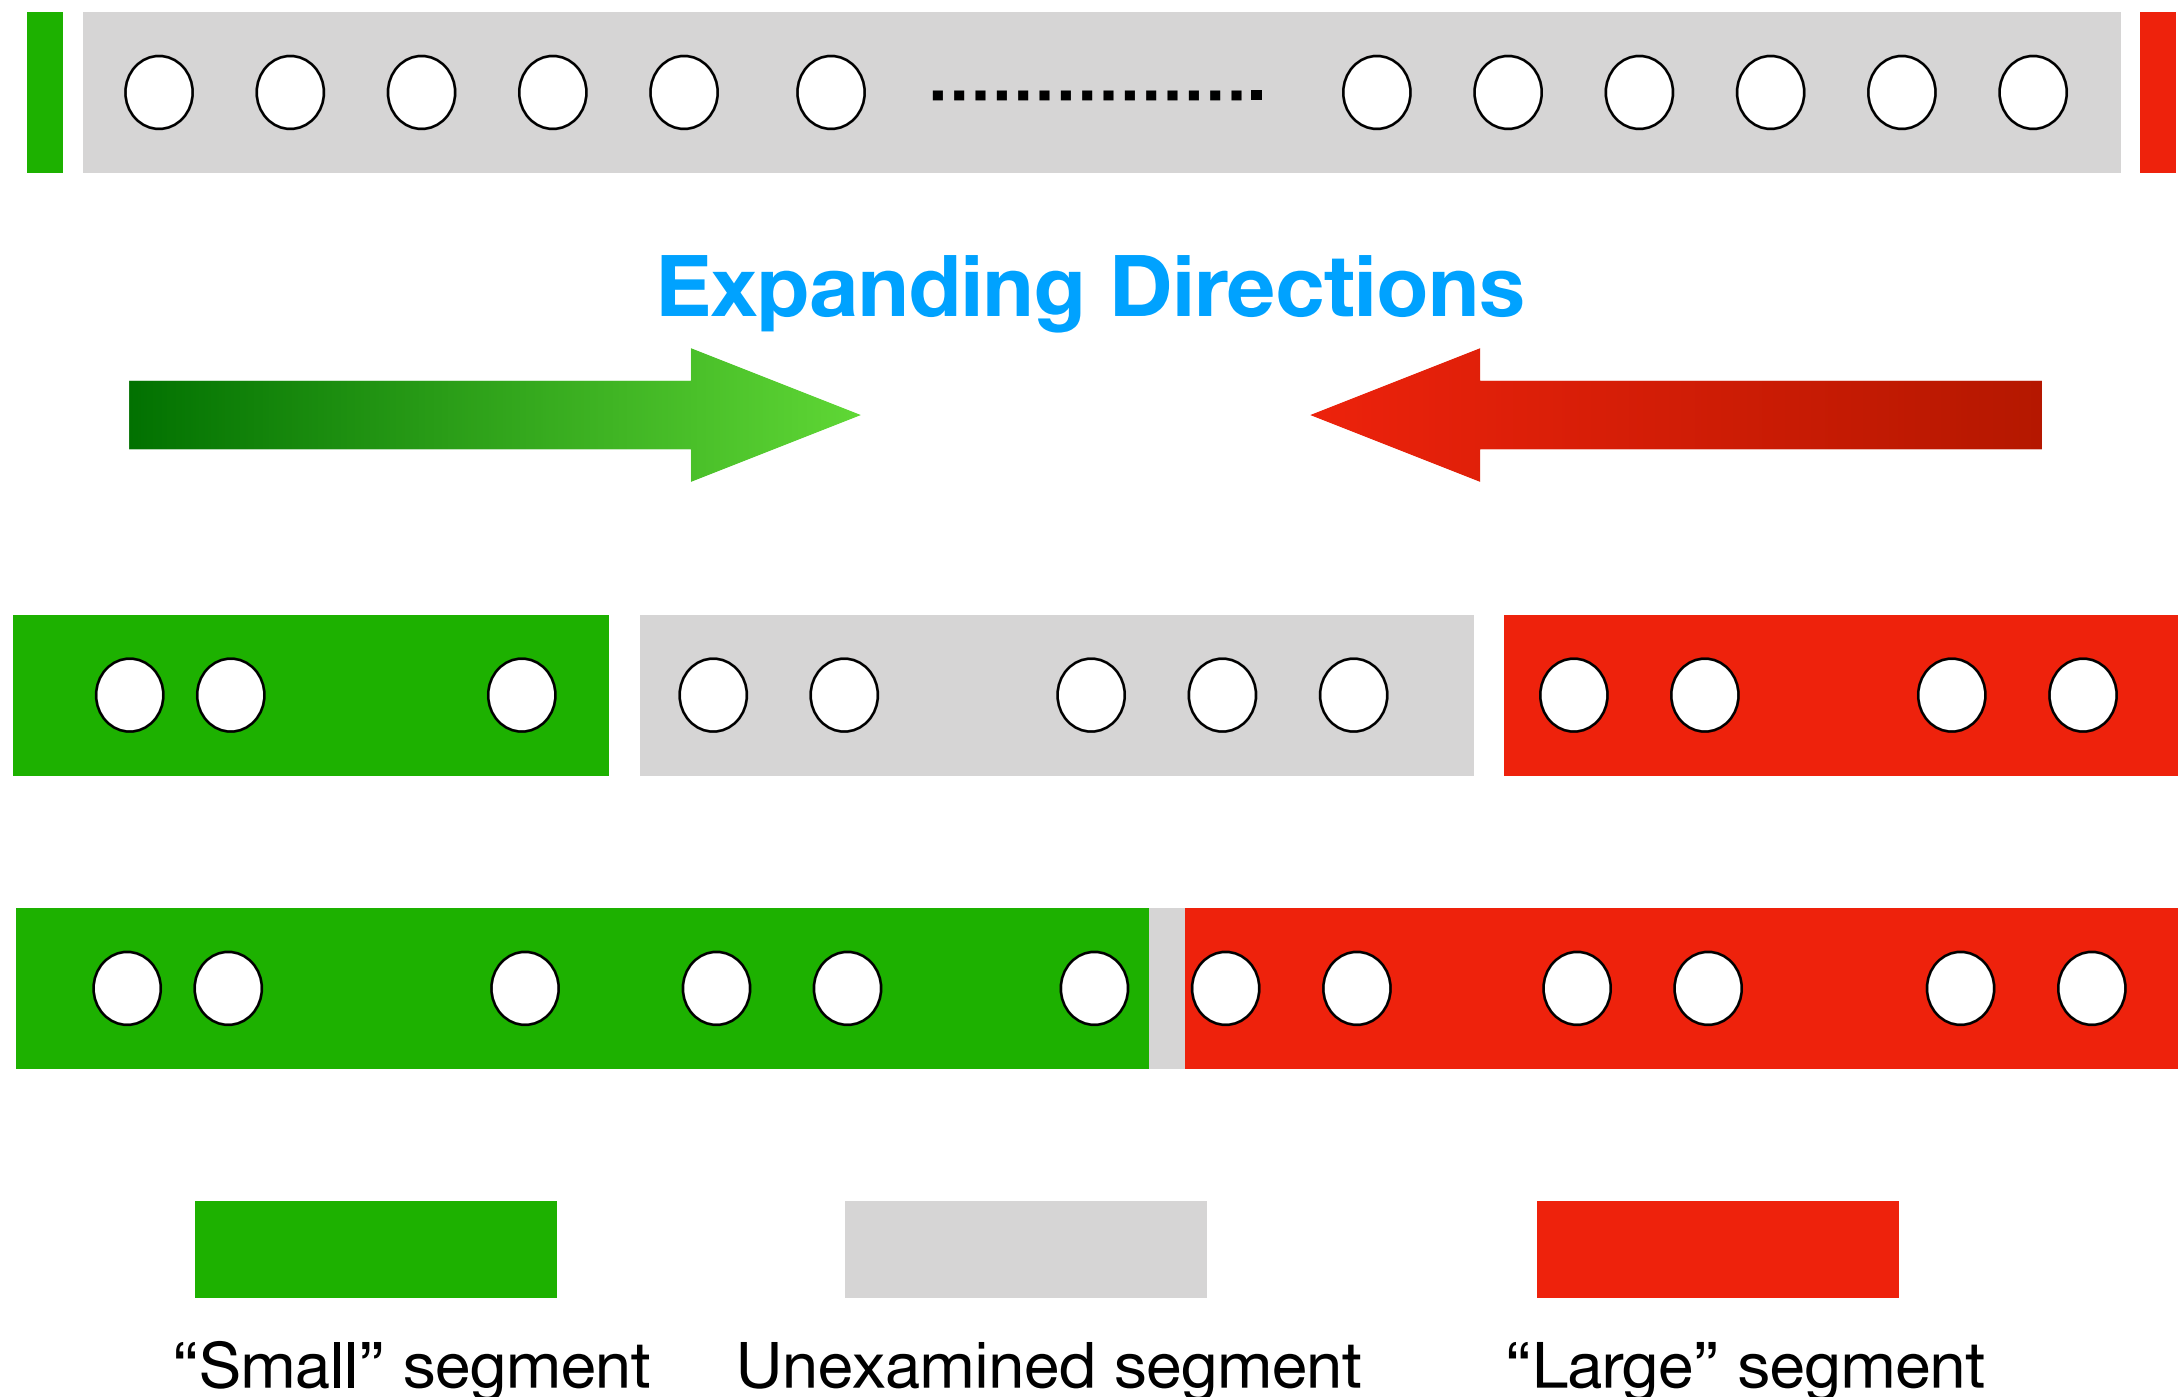 Expanding Directions
“Small” segment
Unexamined segment
“Large” segment